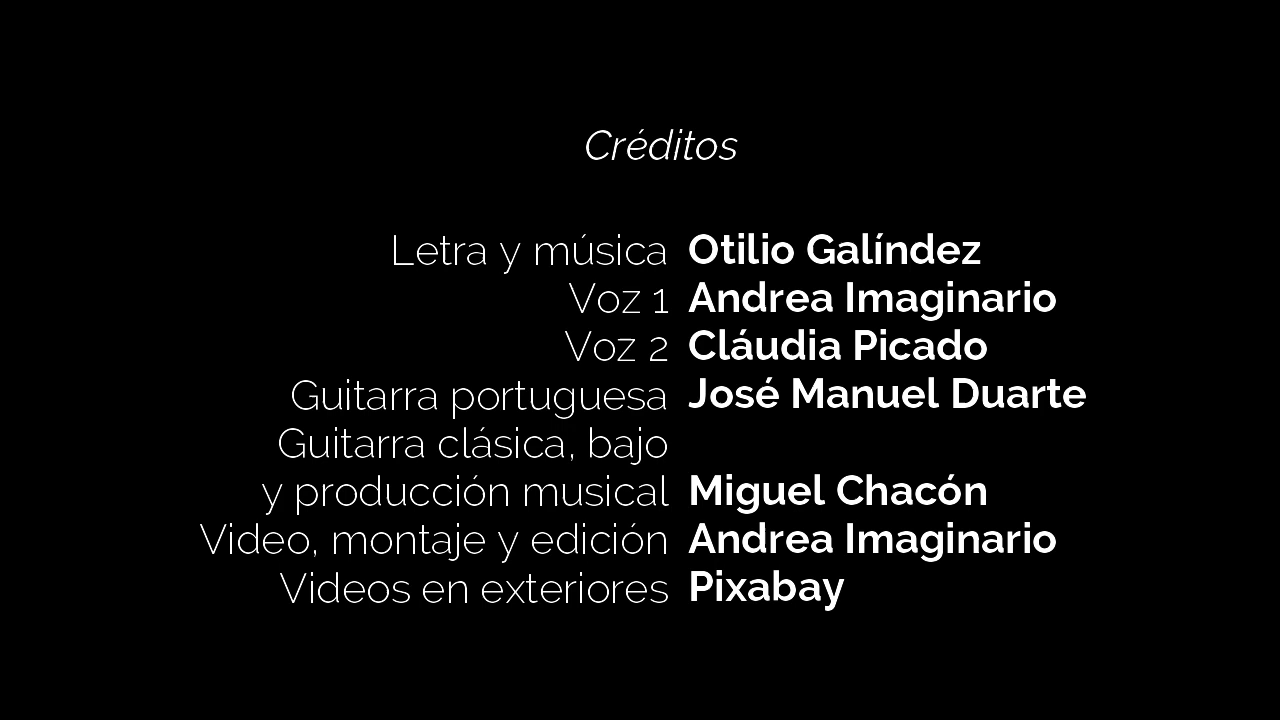 Créditos
Letra y música Otilio Galíndez
Voz 1 Andrea Imaginario
Voz 2 Cláudia Picado
Guitarra portuguesa José Manuel Duarte
Guitarra clásica, bajo
y producción musical Miguel Chacón
Video, montaje y edición Andrea Imaginario
Videos en exteriores Pixabay